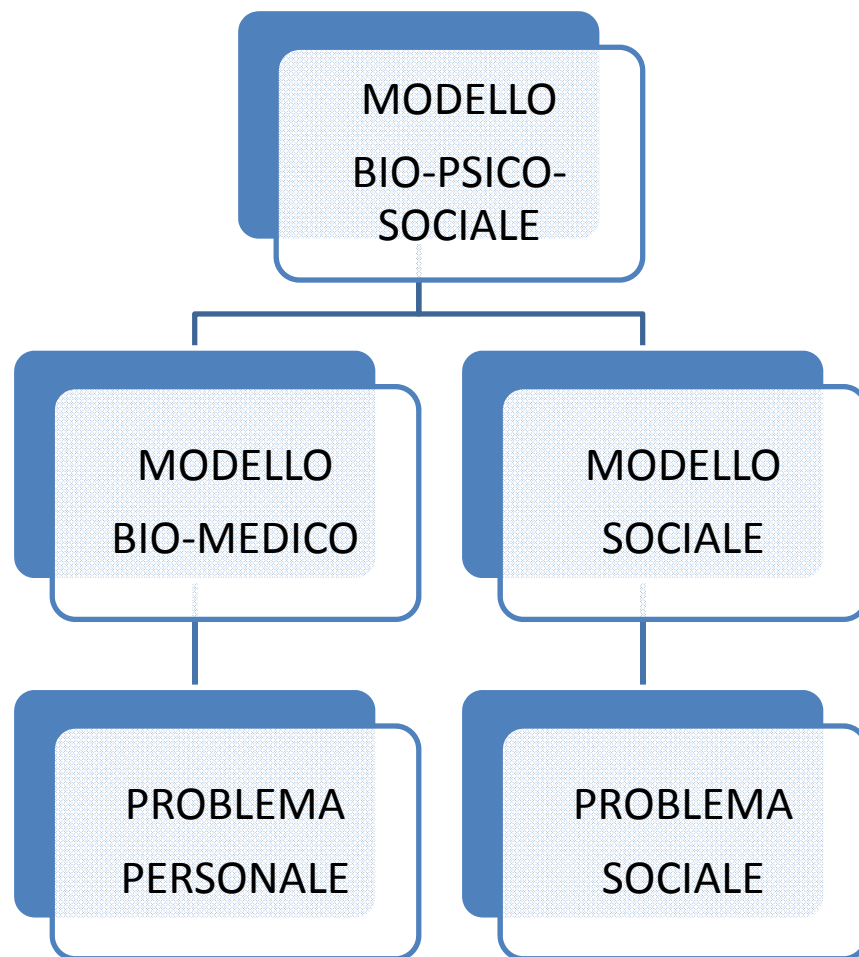 MODELLO
BIO-PSICO-
SOCIALE
MODELLO
BIO-MEDICO
MODELLO
SOCIALE
PROBLEMA
PERSONALE
PROBLEMA
SOCIALE